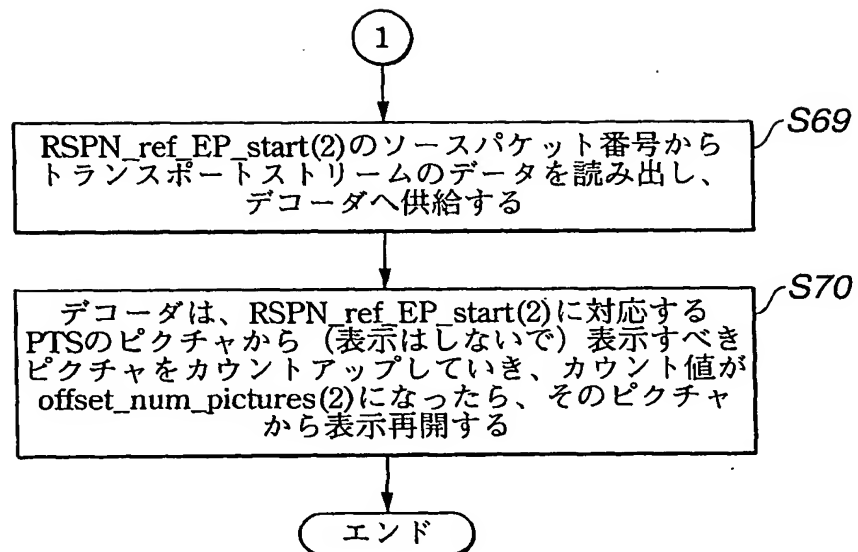 1
RSPN_ref_EP_start(2)のソースパケット番号から
トランスポートストリームのデータを読み出し、
デコーダへ供給する
S69
デコーダは、RSPN_ref_EP_start(2)に対応する
PTSのピクチャから（表示はしないで）表示すべき
ピクチャをカウントアップしていき、カウント値が
offset_num_pictures(2)になったら、そのピクチャ
から表示再開する
S70
エンド